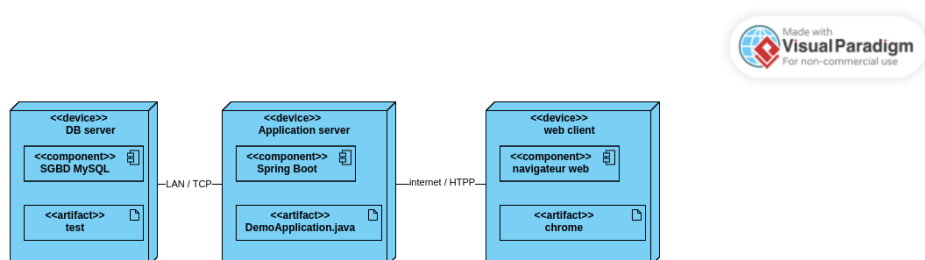 Made with
Visual Paradigm
For non-commercial use
<<device>>
DB server
<<component>>
SGBD MySQL
<<artifact>>
test
LAN / TCP
<<device>>
Application server
<<component>>
Spring Boot
<<artifact>>
DemoApplication.java
internet / HTPP
<<device>>
web client
<<component>>
navigateur web
<<artifact>>
chrome